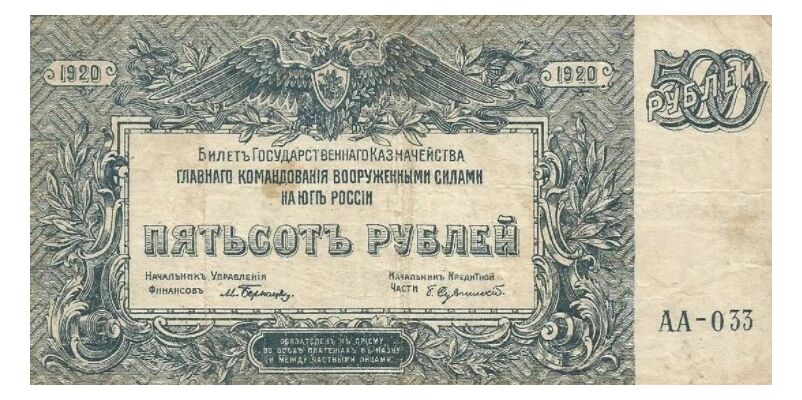 1920
1920
500
РУБЛЕЙ
Билетъ Государственнаго Казначейства
ГЛАВНАГО КОМАНДОВАНІЯ ВООРУЖЕННЫМИ СИЛАМИ
НА ЮГѢ РОССІИ
ПЯТЬСОТЪ РУБЛЕЙ
Начальникъ Управленія
Финансовъ
М. Бернацкій
Начальникъ Кредитной
Части
АА-033
ОБЯЗАТЕЛЕНЪ КЪ ПРІЕМУ
ВО ВСѢХЪ ПЛАТЕЖАХЪ ВЪ КАЗНУ
И МЕЖДУ ЧАСТНЫМИ ЛИЦАМИ.